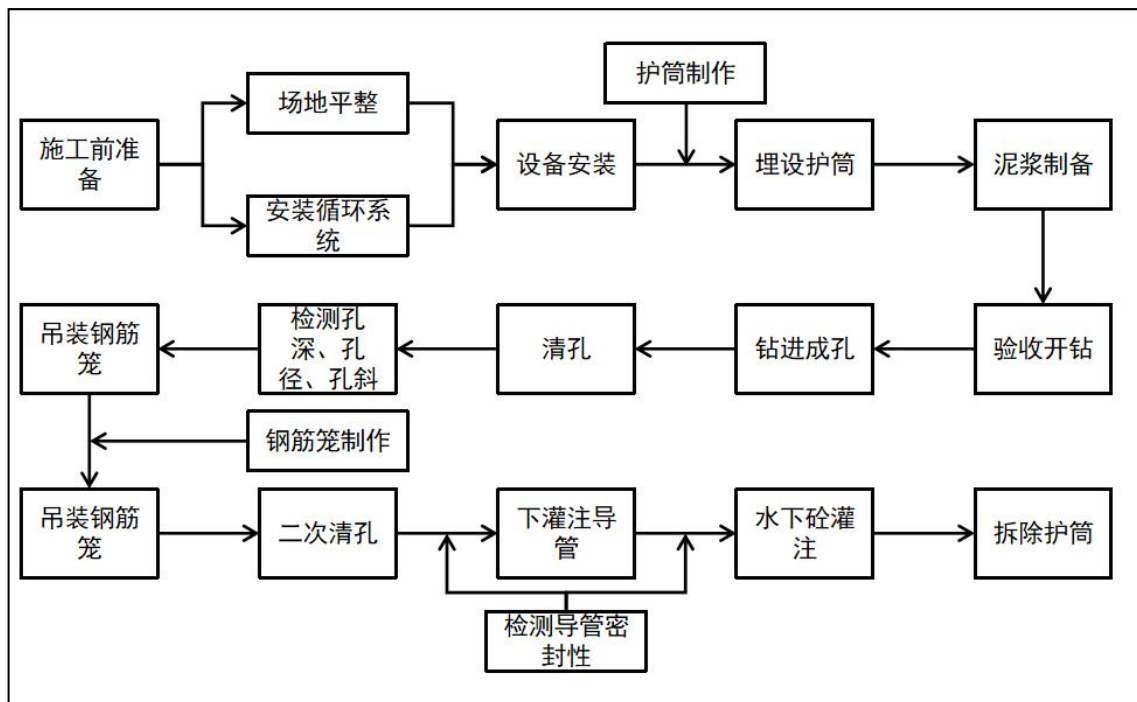 护筒制作
场地平整
施工前准
备
设备安装
埋设护筒
泥浆制备
安装循环系
统
吊装钢筋
笼
检测孔
深、孔
径、孔斜
清孔
钻进成孔
验收开钻
钢筋笼制作
吊装钢筋
笼
二次清孔
下灌注导
管
水下砼灌
注
拆除护筒
检测导管密
封性